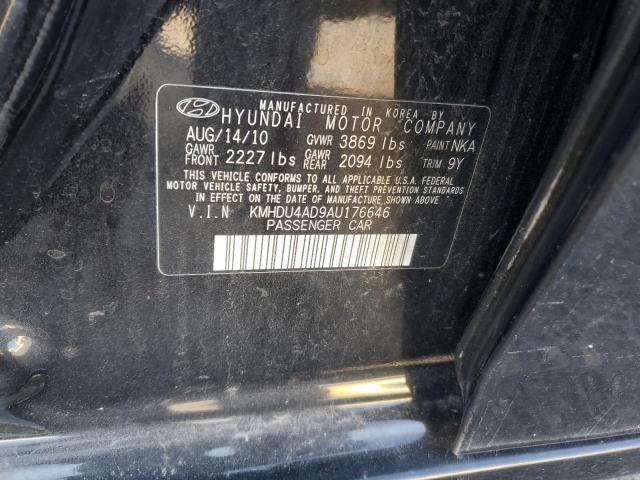 MANUFACTURED IN KOREA BY
HYUNDAI MOTOR COMPANY
AUG/14/10 GVWR 3869 lbs PAINT NKA
GAWR FRONT 2227 lbs GAWR REAR 2094 lbs TRIM 9Y
THIS VEHICLE CONFORMS TO ALL APPLICABLE U.S.A. FEDERAL
MOTOR VEHICLE SAFETY, BUMPER, AND THEFT PREVENTION STANDARDS
IN EFFECT ON THE DATE OF MANUFACTURE SHOWN ABOVE.
V.I.N KMHDU4AD9AU176646
PASSENGER CAR